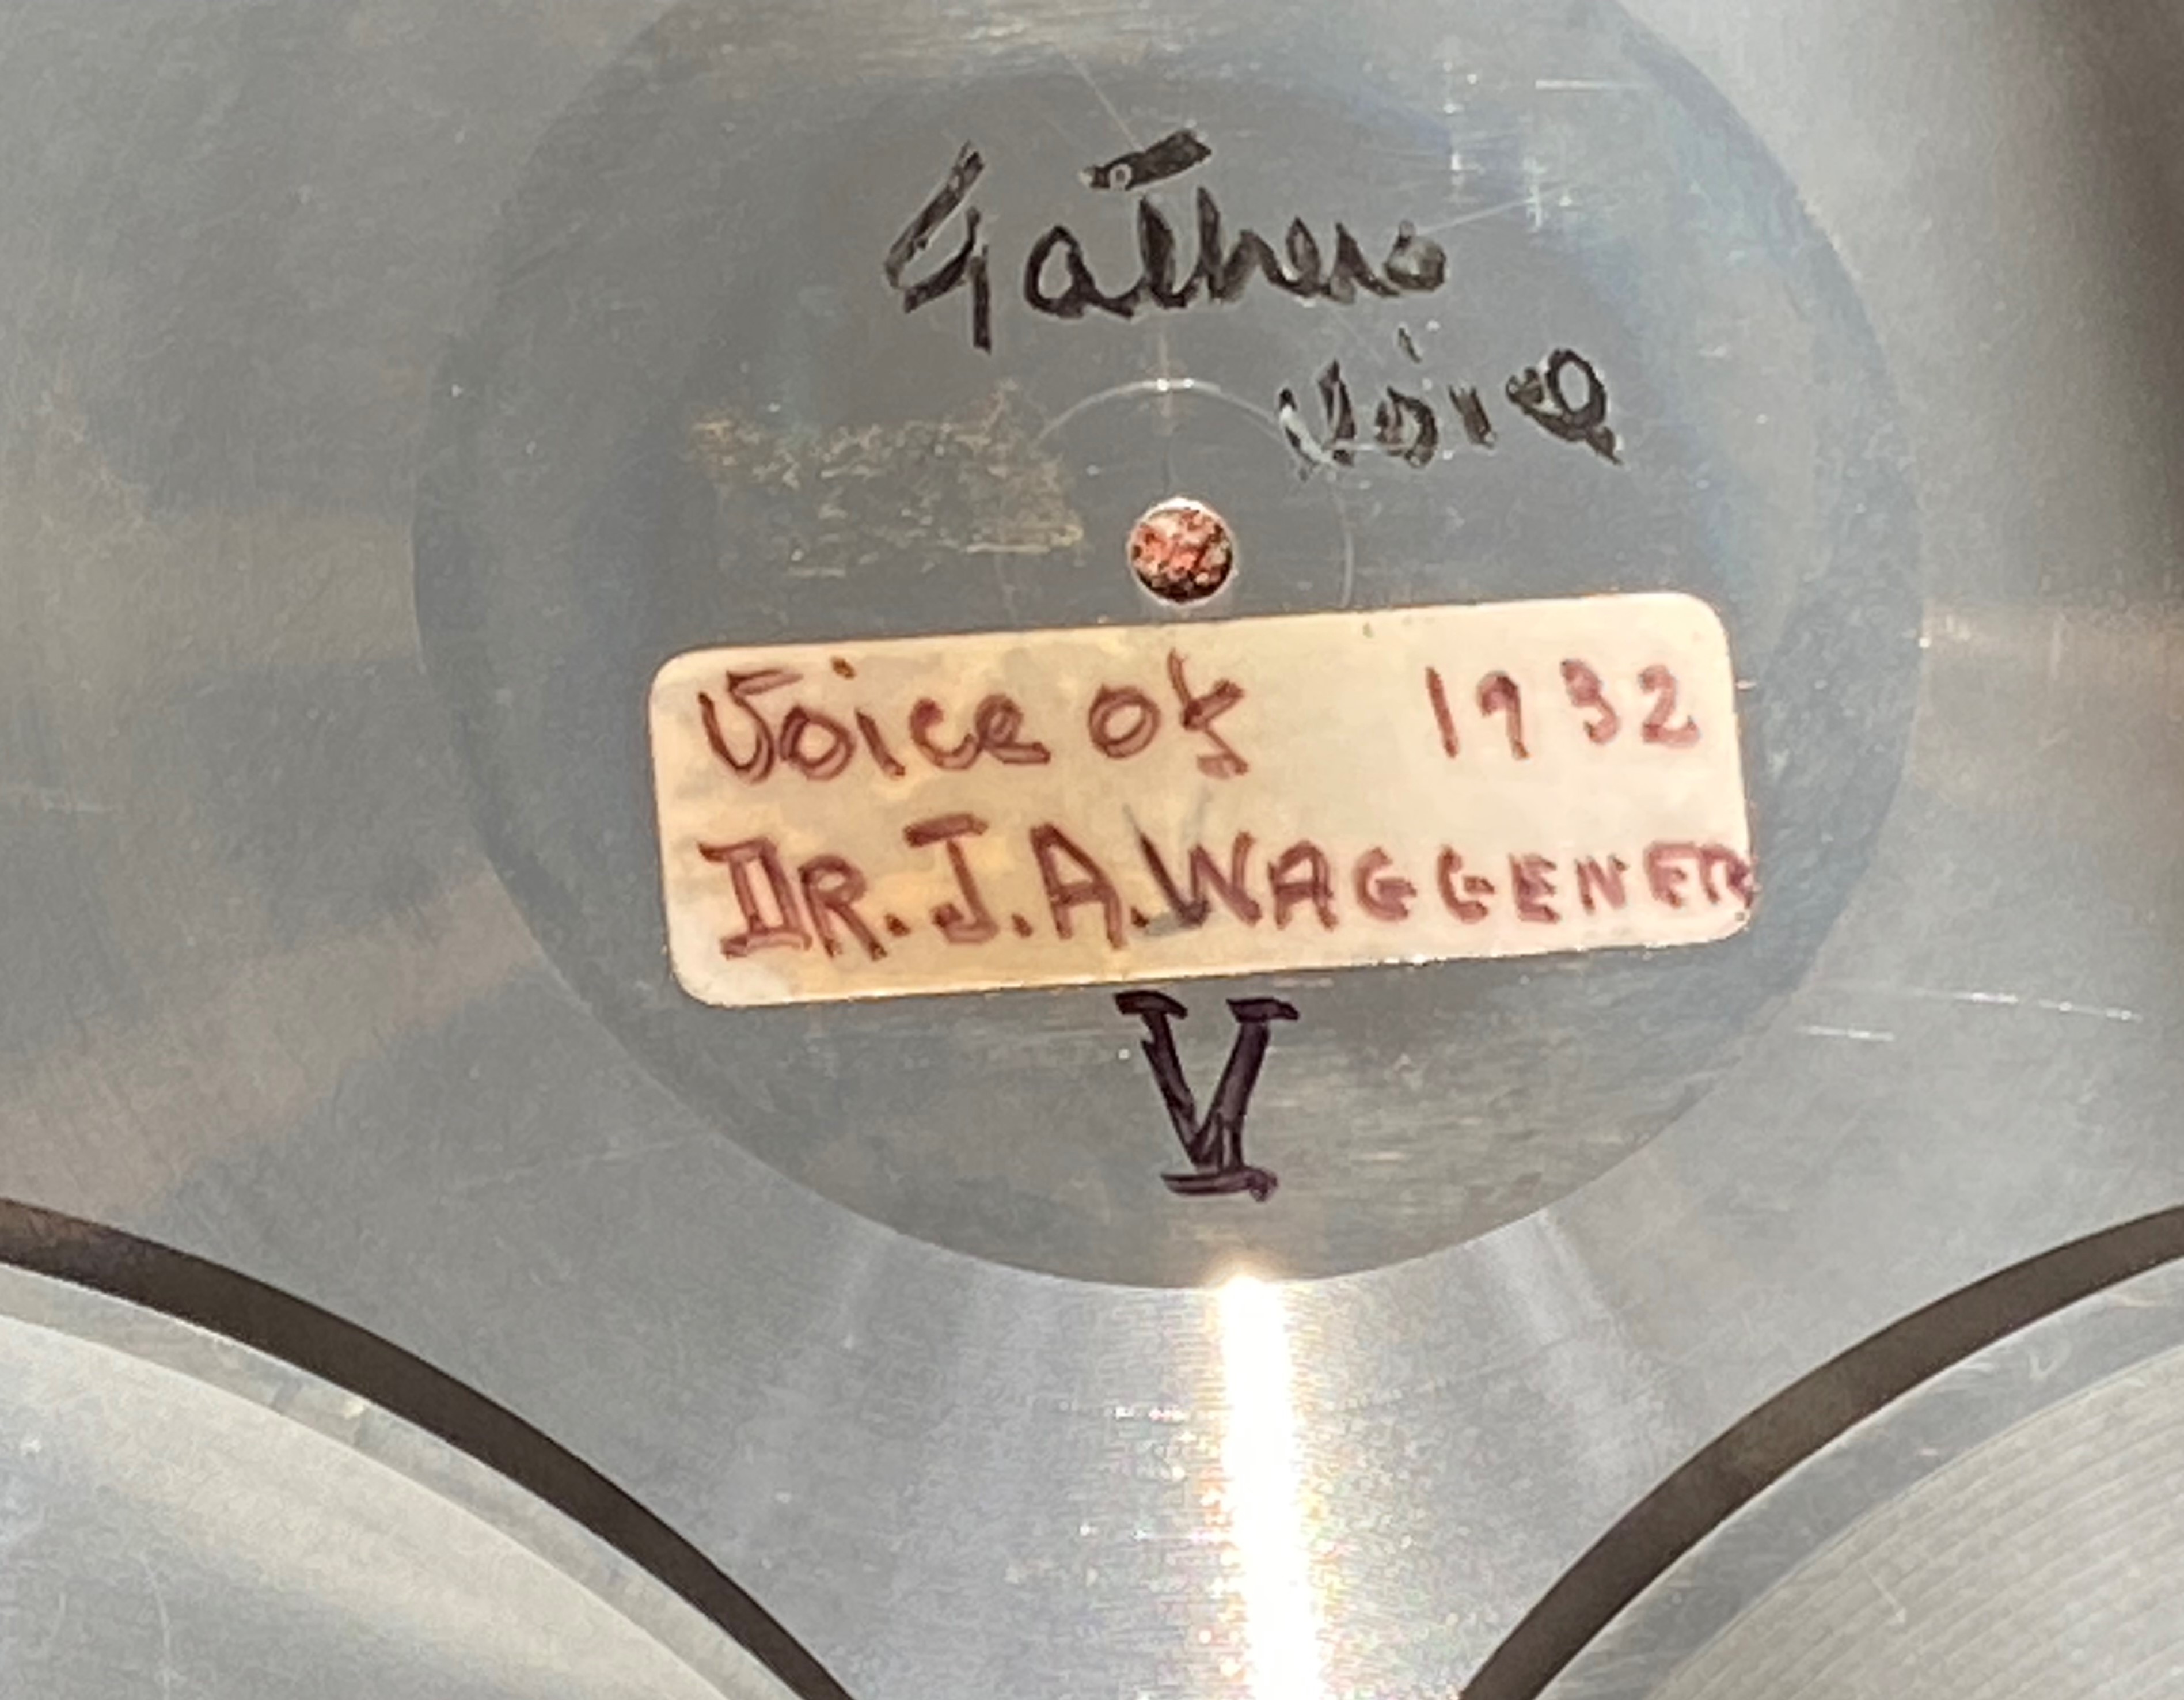 Fathers
Voice
Voice of 1932
DR. J. A. WAGGENER
V